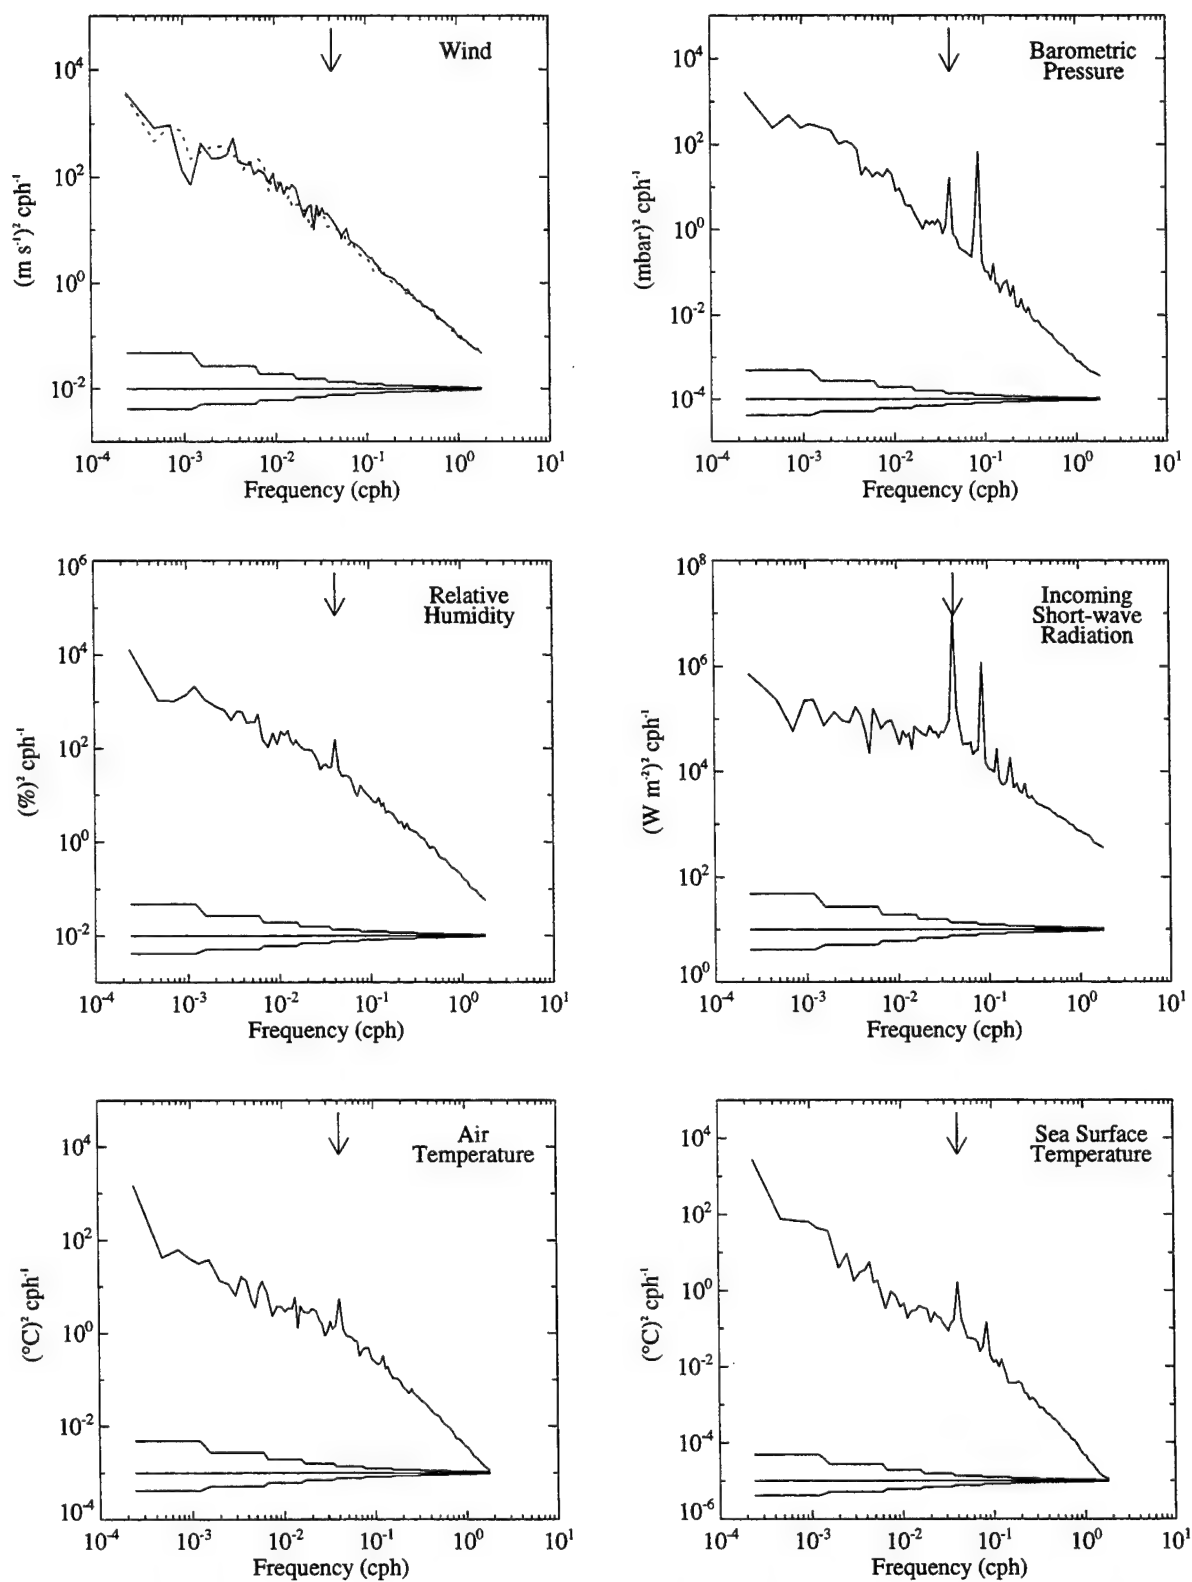 Wind
(m s⁻¹)² cph⁻¹
10⁴
10²
10⁰
10⁻²
10⁻⁴ 10⁻³ 10⁻² 10⁻¹ 10⁰ 10¹
Frequency (cph)
Barometric
Pressure
(mbar)² cph⁻¹
10⁴
10²
10⁰
10⁻²
10⁻⁴
10⁻⁴ 10⁻³ 10⁻² 10⁻¹ 10⁰ 10¹
Frequency (cph)
Relative
Humidity
(%)² cph⁻¹
10⁶
10⁴
10²
10⁰
10⁻²
10⁻⁴ 10⁻³ 10⁻² 10⁻¹ 10⁰ 10¹
Frequency (cph)
Incoming
Short-wave
Radiation
(W m⁻²)² cph⁻¹
10⁸
10⁶
10⁴
10²
10⁰
10⁻⁴ 10⁻³ 10⁻² 10⁻¹ 10⁰ 10¹
Frequency (cph)
Air
Temperature
(°C)² cph⁻¹
10⁴
10²
10⁰
10⁻²
10⁻⁴
10⁻⁴ 10⁻³ 10⁻² 10⁻¹ 10⁰ 10¹
Frequency (cph)
Sea Surface
Temperature
(°C)² cph⁻¹
10⁴
10²
10⁰
10⁻²
10⁻⁴
10⁻⁶
10⁻⁴ 10⁻³ 10⁻² 10⁻¹ 10⁰ 10¹
Frequency (cph)